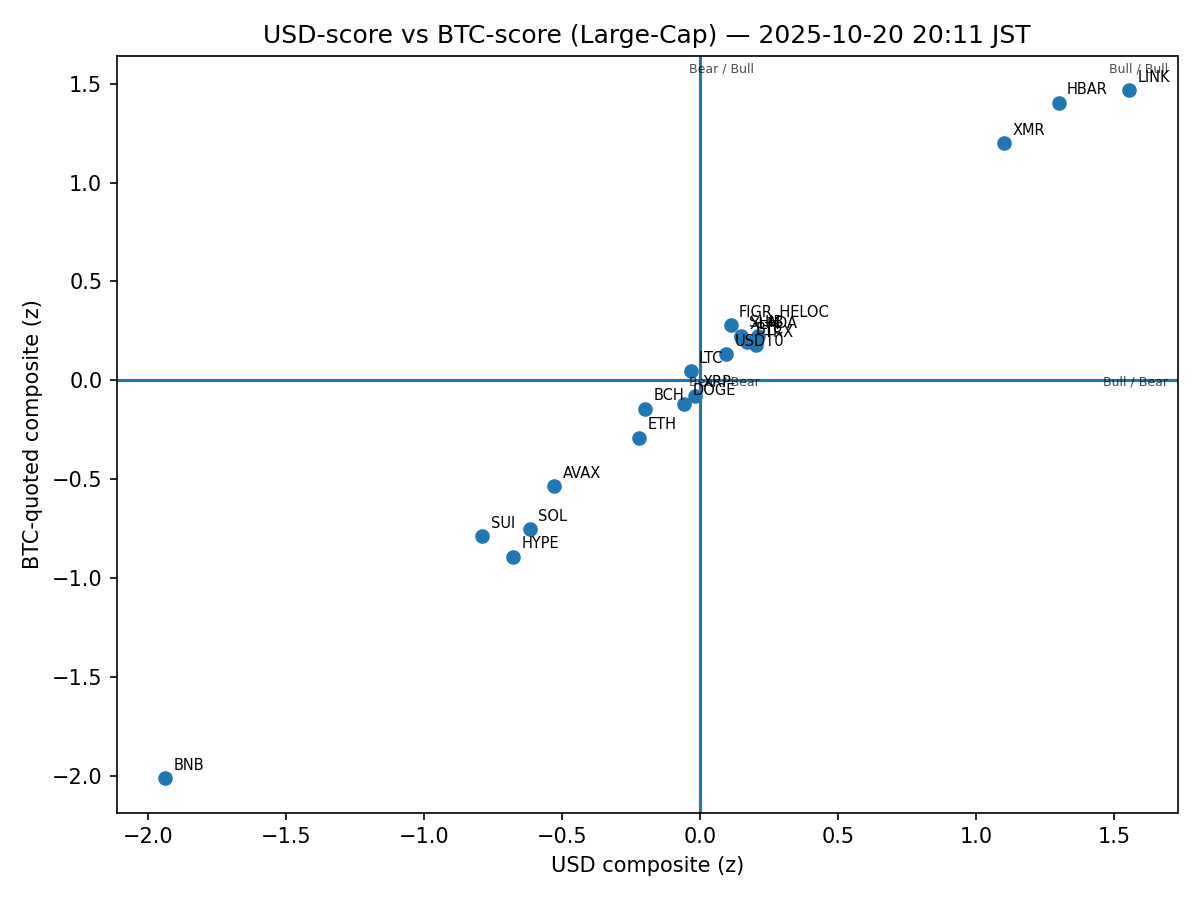 USD-score vs BTC-score (Large-Cap) — 2025-10-20 20:11 JST
Bear / Bull
Bull / Bull
LINK
HBAR
XMR
FIGR_HELOC
USDT0
LTC
XRP
Bull / Bear
DOGE
BCH
ETH
AVAX
SOL
SUI
HYPE
BNB
1.5
1.0
0.5
0.0
−0.5
−1.0
−1.5
−2.0
−2.0
−1.5
−1.0
−0.5
0.0
0.5
1.0
1.5
BTC-quoted composite (z)
USD composite (z)